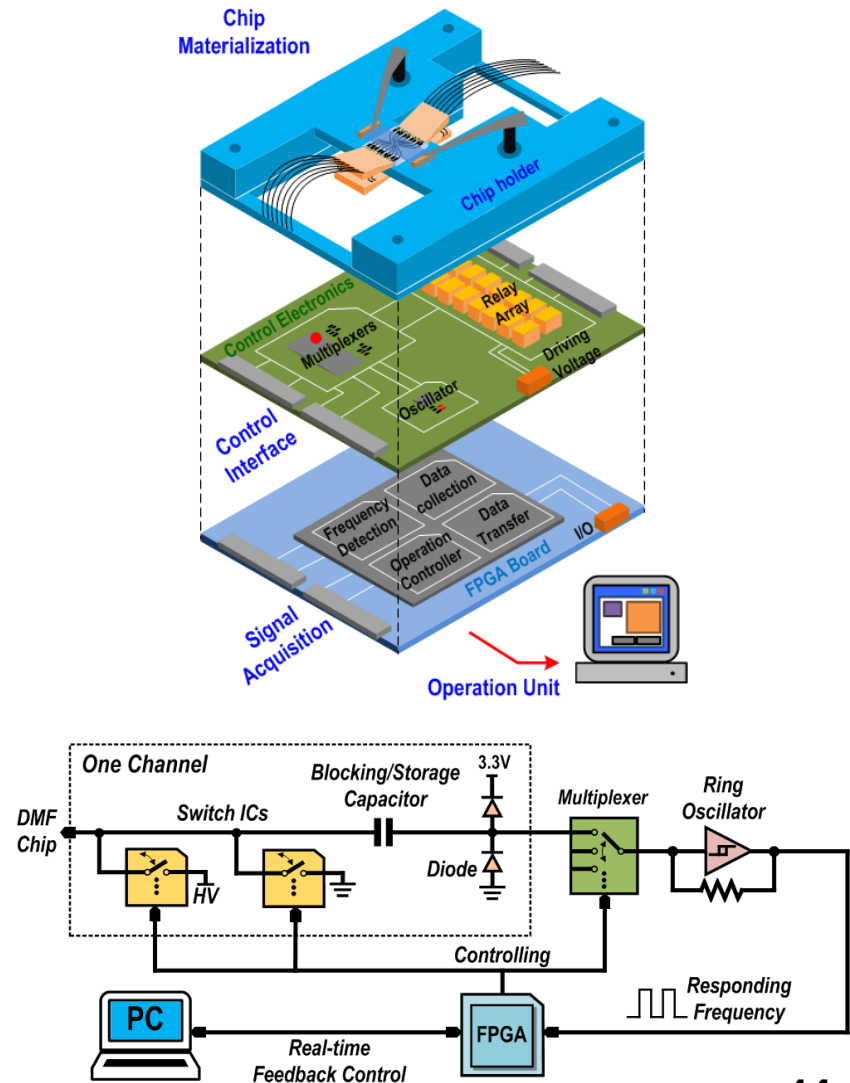 Chip
Materialization
Chip holder
Control Electronics
Relay
Array
Multiplexers
Driving
Voltage
Oscillator
Control
Interface
Data
collection
Frequency
Detection
Data
Transfer
Operation
Controller
I/O
FPGA Board
Signal
Acquisition
Operation Unit
One Channel
Blocking/Storage
Capacitor
3.3V
Ring
Oscillator
Multiplexer
DMF
Chip
Switch ICs
Diode
HV
Controlling
Responding
Frequency
PC
FPGA
Real-time
Feedback Control